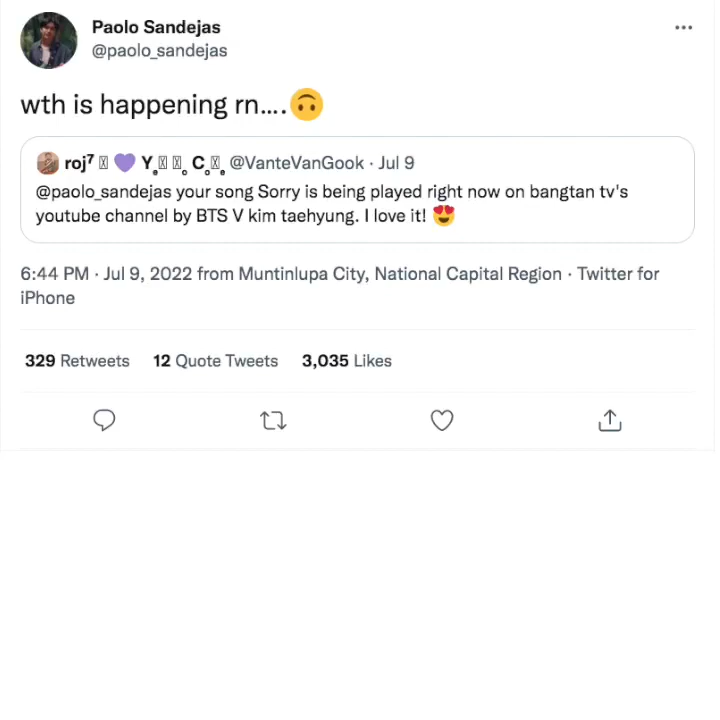 Paolo Sandejas
@paolo_sandejas
wth is happening rn....🙃
roj⁷ 💜 Y C @VanteVanGook · Jul 9
@paolo_sandejas your song Sorry is being played right now on bangtan tv's
youtube channel by BTS V kim taehyung. I love it! 😍
6:44 PM · Jul 9, 2022 from Muntinlupa City, National Capital Region · Twitter for
iPhone
329 Retweets 12 Quote Tweets 3,035 Likes